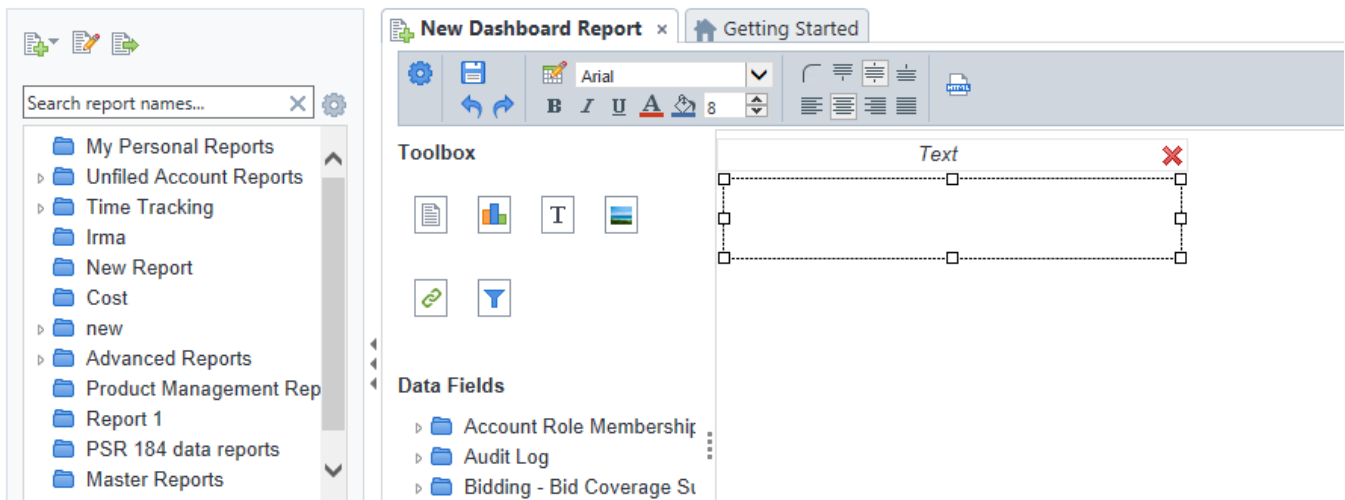 New Dashboard Report
Getting Started
Arial
B I U A 8
HTML
Search report names...
My Personal Reports
Unfiled Account Reports
Time Tracking
Irma
New Report
Cost
new
Advanced Reports
Product Management Rep
Report 1
PSR 184 data reports
Master Reports
Toolbox
T
Data Fields
Account Role Membership
Audit Log
Bidding - Bid Coverage Su
Text